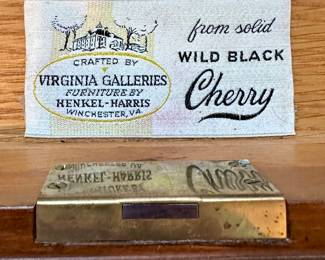 CRAFTED BY
VIRGINIA GALLERIES
FURNITURE BY
HENKEL-HARRIS
WINCHESTER, VA.
from solid
WILD BLACK
Cherry